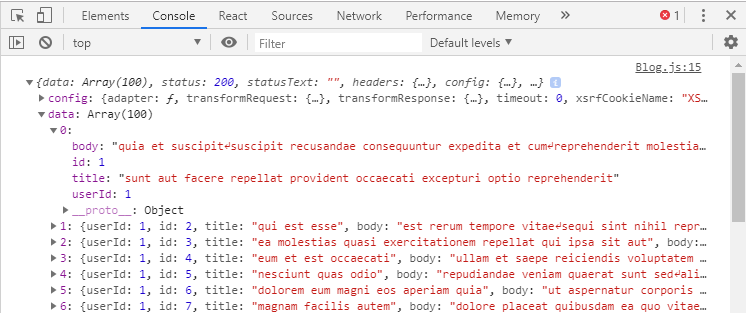 Elements Console React Sources Network Performance Memory » 1
top Filter Default levels ▼
Blog.js:15
{data: Array(100), status: 200, statusText: "", headers: {…}, config: {…}, …} i
config: {adapter: ƒ, transformRequest: {…}, transformResponse: {…}, timeout: 0, xsrfCookieName: "XS…
data: Array(100)
0:
body: "quia et suscipit↵suscipit recusandae consequuntur expedita et cum↵reprehenderit molestia…
id: 1
title: "sunt aut facere repellat provident occaecati excepturi optio reprehenderit"
userId: 1
__proto__: Object
1: {userId: 1, id: 2, title: "qui est esse", body: "est rerum tempore vitae↵sequi sint nihil repr…
2: {userId: 1, id: 3, title: "ea molestias quasi exercitationem repellat qui ipsa sit aut", body:…
3: {userId: 1, id: 4, title: "eum et est occaecati", body: "ullam et saepe reiciendis voluptatem …
4: {userId: 1, id: 5, title: "nesciunt quas odio", body: "repudiandae veniam quaerat sunt sed↵ali…
5: {userId: 1, id: 6, title: "dolorem eum magni eos aperiam quia", body: "ut aspernatur corporis …
6: {userId: 1, id: 7, title: "magnam facilis autem", body: "dolore placeat quibusdam ea quo vitae…